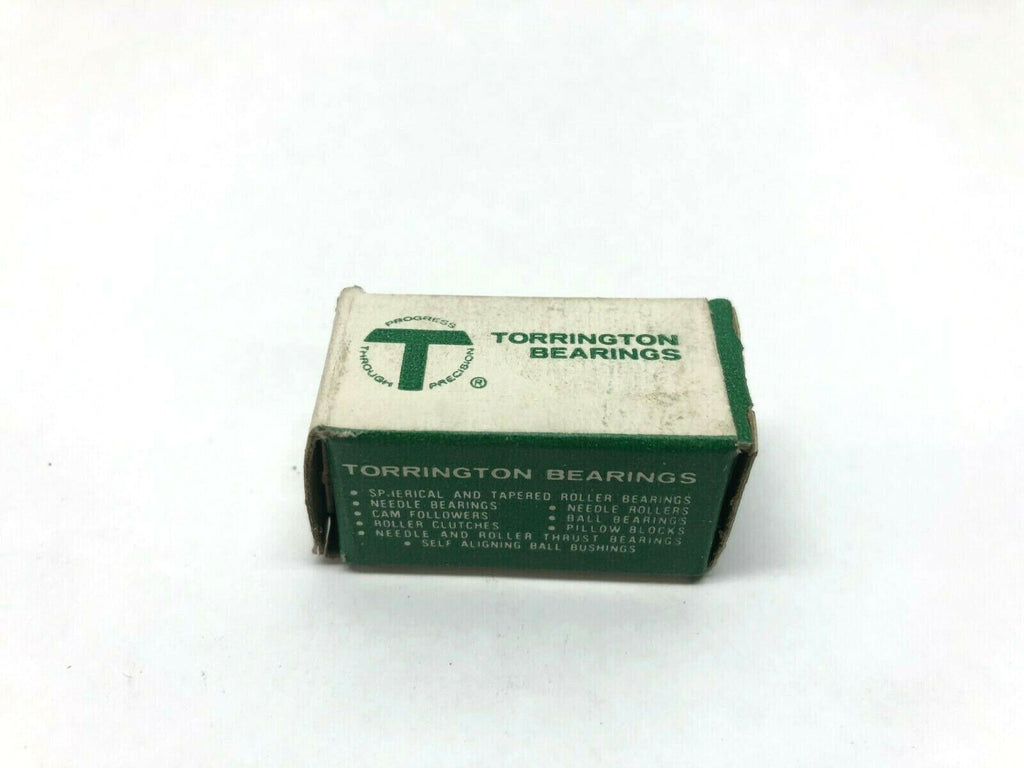 PROGRESS
THROUGH
PRECISION
T
®
TORRINGTON
BEARINGS
TORRINGTON BEARINGS
• SPHERICAL AND TAPERED ROLLER BEARINGS
• NEEDLE BEARINGS • NEEDLE ROLLERS
• CAM FOLLOWERS • BALL BEARINGS
• ROLLER CLUTCHES • PILLOW BLOCKS
• NEEDLE AND ROLLER THRUST BEARINGS
• SELF ALIGNING BALL BUSHINGS